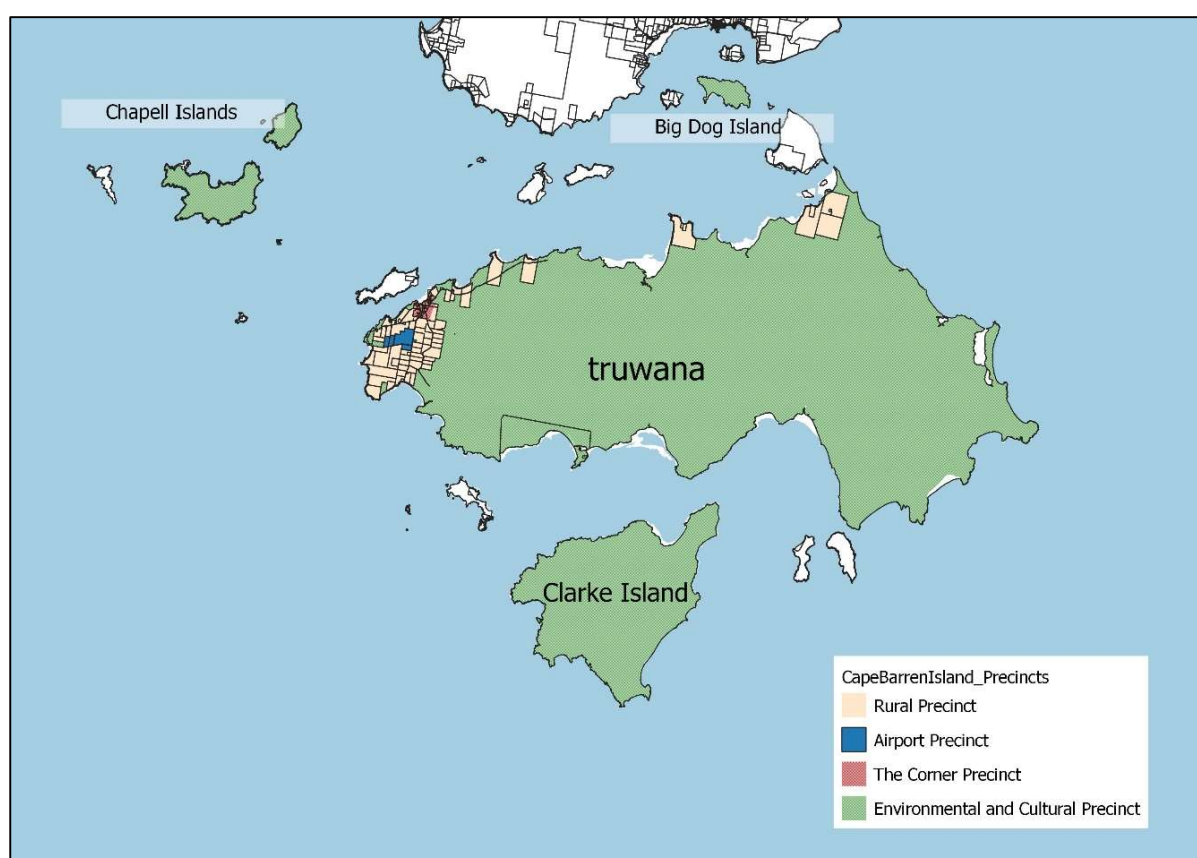 Chapell Islands
Big Dog Island
truwana
Clarke Island
CapeBarrenIsland_Precincts
Rural Precinct
Airport Precinct
The Corner Precinct
Environmental and Cultural Precinct